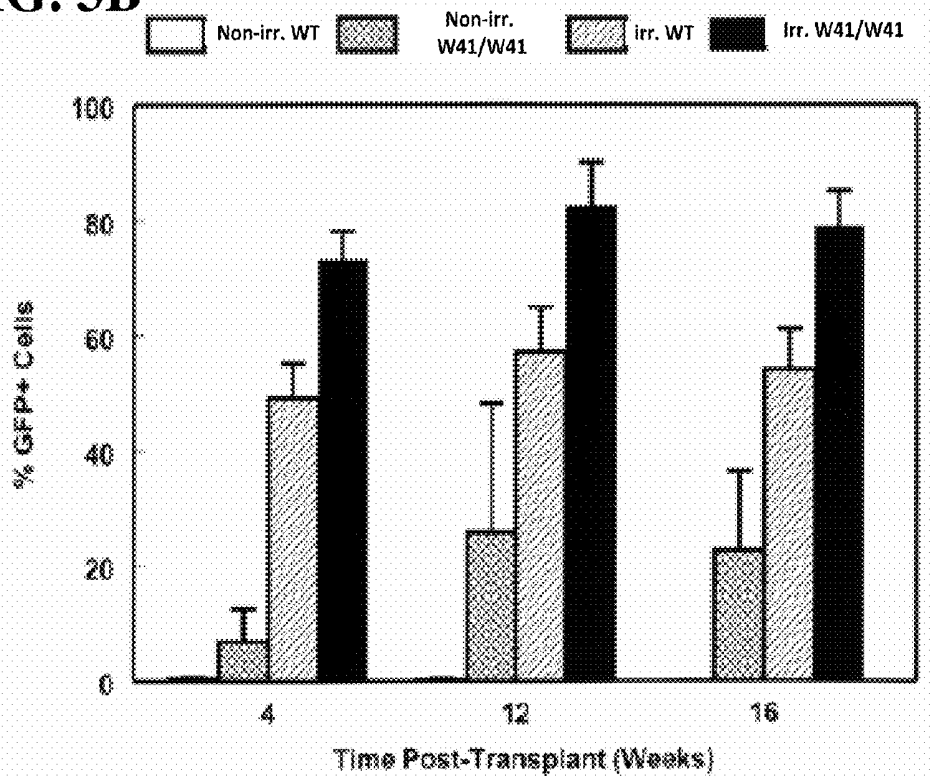 Non-irr. WT
Non-irr.
W41/W41
irr. WT
Irr. W41/W41
100
80
60
40
20
0
% GFP+ Cells
4
12
16
Time Post-Transplant (Weeks)